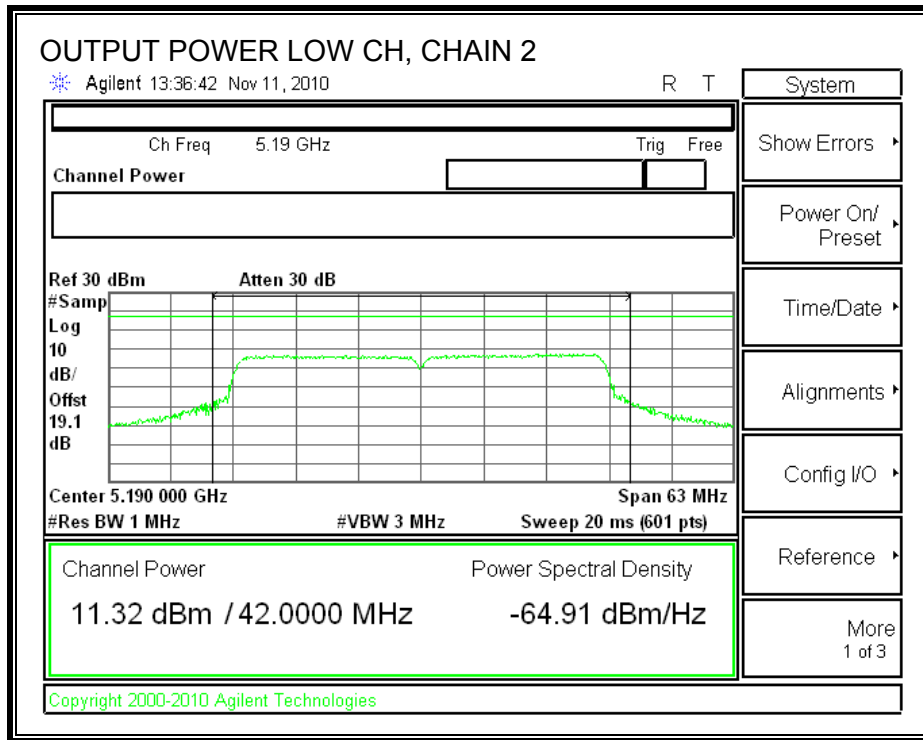 OUTPUT POWER LOW CH, CHAIN 2
Agilent 13:36:42 Nov 11, 2010 R T
System
Ch Freq 5.19 GHz Trig Free
Show Errors
Channel Power
Power On/
Preset
Ref 30 dBm Atten 30 dB
#Samp
Log
10
dB/
Offst
19.1
dB
Time/Date
Alignments
Config I/O
Center 5.190 000 GHz Span 63 MHz
#Res BW 1 MHz #VBW 3 MHz Sweep 20 ms (601 pts)
Channel Power Power Spectral Density
11.32 dBm / 42.0000 MHz -64.91 dBm/Hz
Reference
More
1 of 3
Copyright 2000-2010 Agilent Technologies